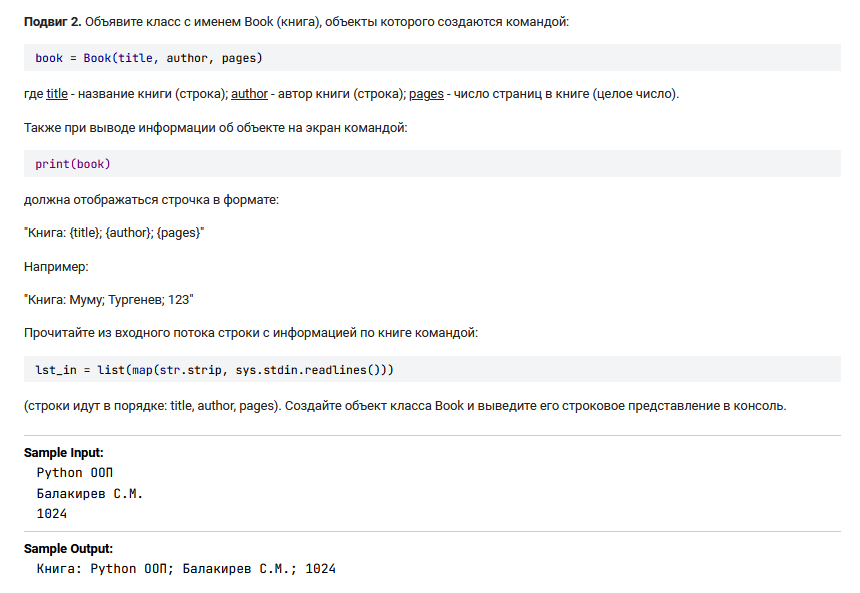 Подвиг 2. Объявите класс с именем Book (книга), объекты которого создаются командой:
book = Book(title, author, pages)
где title - название книги (строка); author - автор книги (строка); pages - число страниц в книге (целое число).
Также при выводе информации об объекте на экран командой:
print(book)
должна отображаться строчка в формате:
"Книга: {title}; {author}; {pages}"
Например:
"Книга: Муму; Тургенев; 123"
Прочитайте из входного потока строки с информацией по книге командой:
lst_in = list(map(str.strip, sys.stdin.readlines()))
(строки идут в порядке: title, author, pages). Создайте объект класса Book и выведите его строковое представление в консоль.
Sample Input:
Python ООП
Балакирев С.М.
1024
Sample Output:
Книга: Python ООП; Балакирев С.М.; 1024